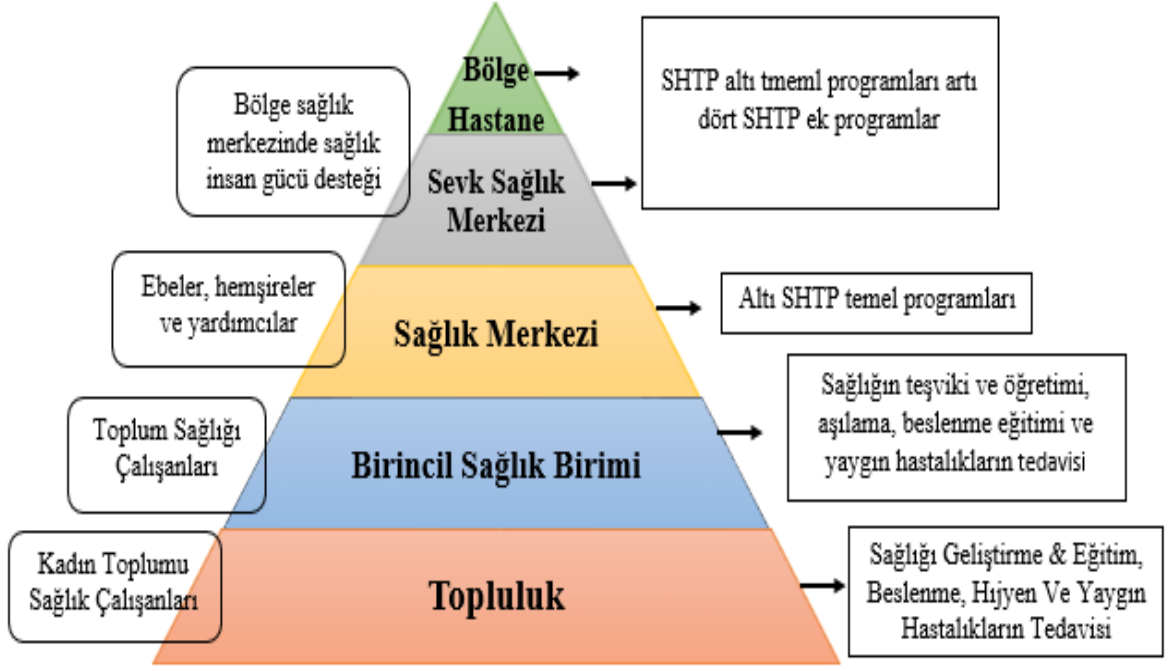 Bölge
Hastane
SHTP altı tmeml programları artı
dört SHTP ek programlar
Bölge sağlık
merkezinde sağlık
insan gücü desteği
Sevk Sağlık
Merkezi
Ebeler, hemşireler
ve yardımcılar
Sağlık Merkezi
Altı SHTP temel programları
Toplum Sağlığı
Çalışanları
Birincil Sağlık Birimi
Sağlığın teşviki ve öğretimi,
aşılama, beslenme eğitimi ve
yaygın hastalıkların tedavisi
Kadın Toplumu
Sağlık Çalışanları
Topluluk
Sağlığı Geliştirme & Eğitim,
Beslenme, Hıjyen Ve Yaygın
Hastalıkların Tedavisi